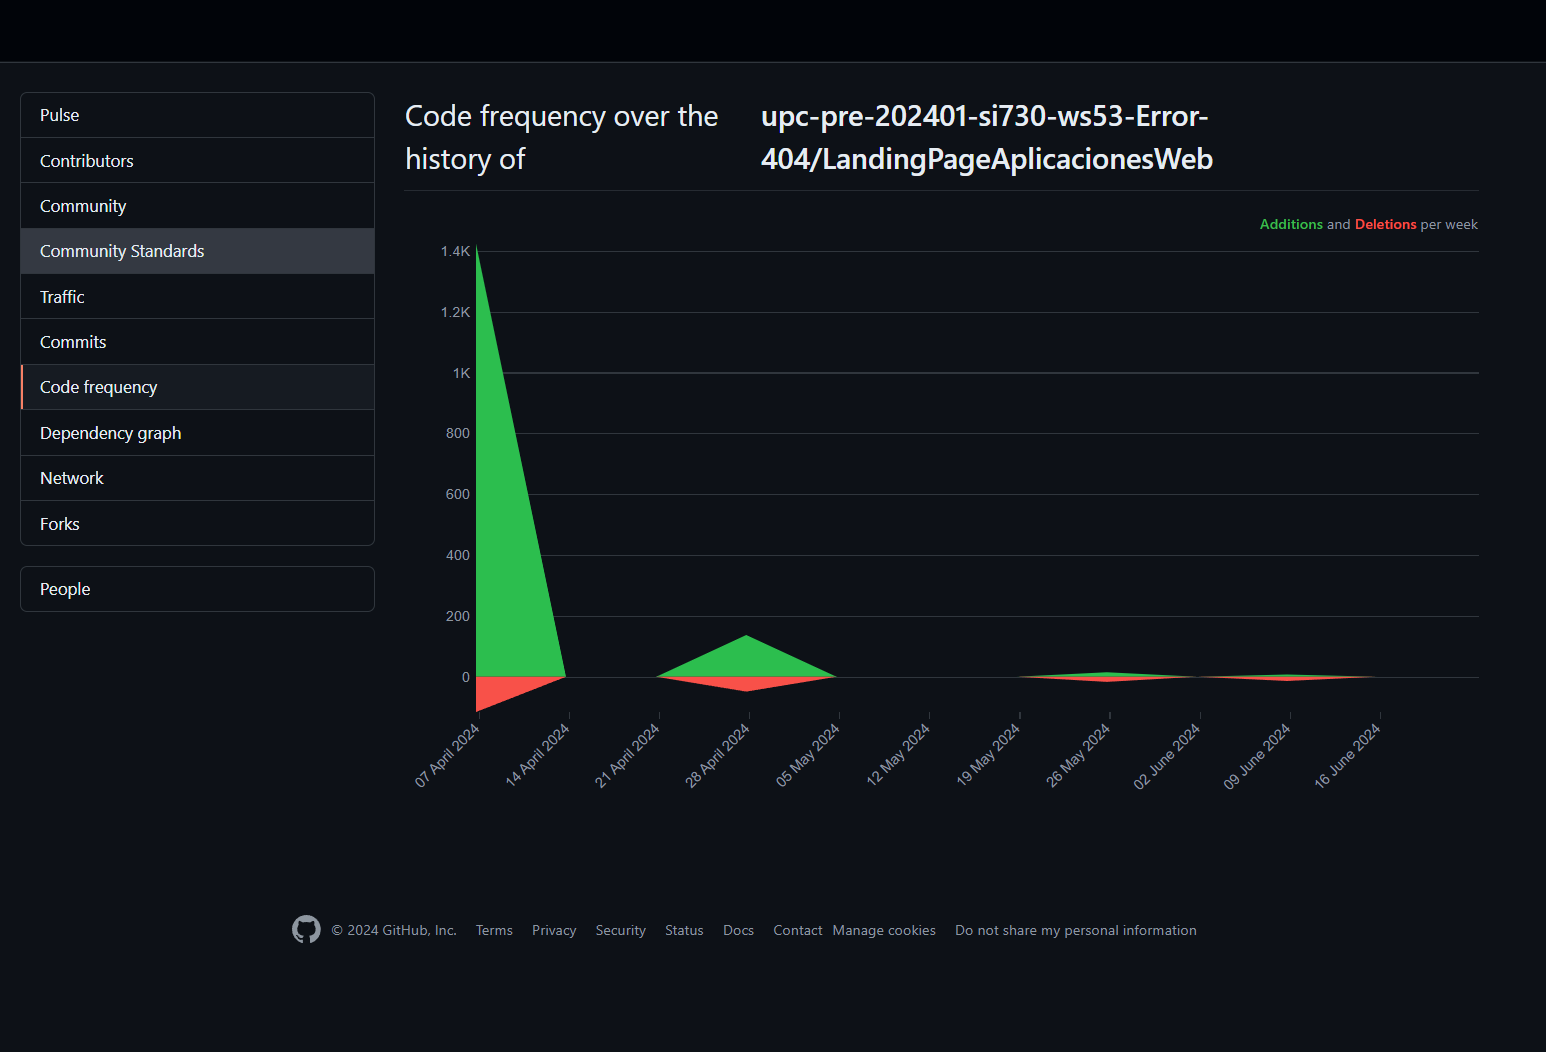 Pulse
Contributors
Community
Community Standards
Traffic
Commits
Code frequency
Dependency graph
Network
Forks
People
Code frequency over the
history of
upc-pre-202401-si730-ws53-Error-
404/LandingPageAplicacionesWeb
Additions and Deletions per week
1.4K
1.2K
1K
800
600
400
200
0
07 April 2024
14 April 2024
21 April 2024
28 April 2024
05 May 2024
12 May 2024
19 May 2024
26 May 2024
02 June 2024
09 June 2024
16 June 2024
© 2024 GitHub, Inc. Terms Privacy Security Status Docs Contact Manage cookies Do not share my personal information